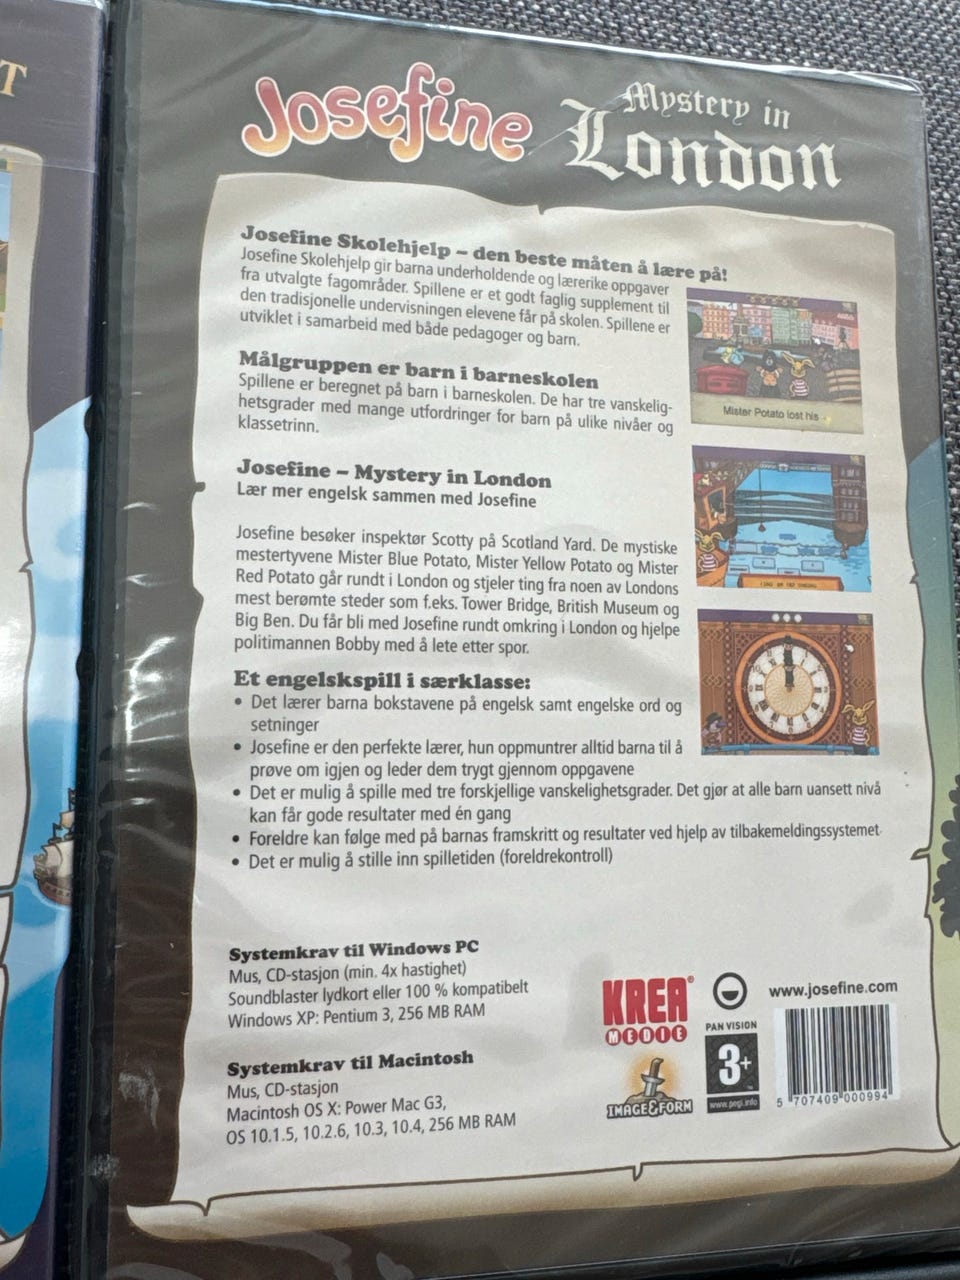 T
Josefine
Mystery in
London
Josefine Skolehjelp – den beste måten å lære på!
Josefine Skolehjelp gir barna underholdende og lærerike oppgaver
fra utvalgte fagområder. Spillene er et godt faglig supplement til
den tradisjonelle undervisningen elevene får på skolen. Spillene er
utviklet i samarbeid med både pedagoger og barn.
Målgruppen er barn i barneskolen
Spillene er beregnet på barn i barneskolen. De har tre vanskelig-
hetsgrader med mange utfordringer for barn på ulike nivåer og
klassetrinn.
Mister Potato lost his
Josefine – Mystery in London
Lær mer engelsk sammen med Josefine
Josefine besøker inspektør Scotty på Scotland Yard. De mystiske
mestertyvene Mister Blue Potato, Mister Yellow Potato og Mister
Red Potato går rundt i London og stjeler ting fra noen av Londons
mest berømte steder som f.eks. Tower Bridge, British Museum og
Big Ben. Du får bli med Josefine rundt omkring i London og hjelpe
politimannen Bobby med å lete etter spor.
Et engelskspill i særklasse:
• Det lærer barna bokstavene på engelsk samt engelske ord og
setninger
• Josefine er den perfekte lærer, hun oppmuntrer alltid barna til å
prøve om igjen og leder dem trygt gjennom oppgavene
• Det er mulig å spille med tre forskjellige vanskelighetsgrader. Det gjør at alle barn uansett nivå
kan får gode resultater med én gang
• Foreldre kan følge med på barnas framskritt og resultater ved hjelp av tilbakemeldingssystemet
• Det er mulig å stille inn spilletiden (foreldrekontroll)
Systemkrav til Windows PC
Mus, CD-stasjon (min. 4x hastighet)
Soundblaster lydkort eller 100 % kompatibelt
Windows XP: Pentium 3, 256 MB RAM
Systemkrav til Macintosh
Mus, CD-stasjon
Macintosh OS X: Power Mac G3,
OS 10.1.5, 10.2.6, 10.3, 10.4, 256 MB RAM
KREA®
MEDIE
IMAGE&FORM
PAN VISION
3+
www.pegi.info
www.josefine.com
5 707409 000994